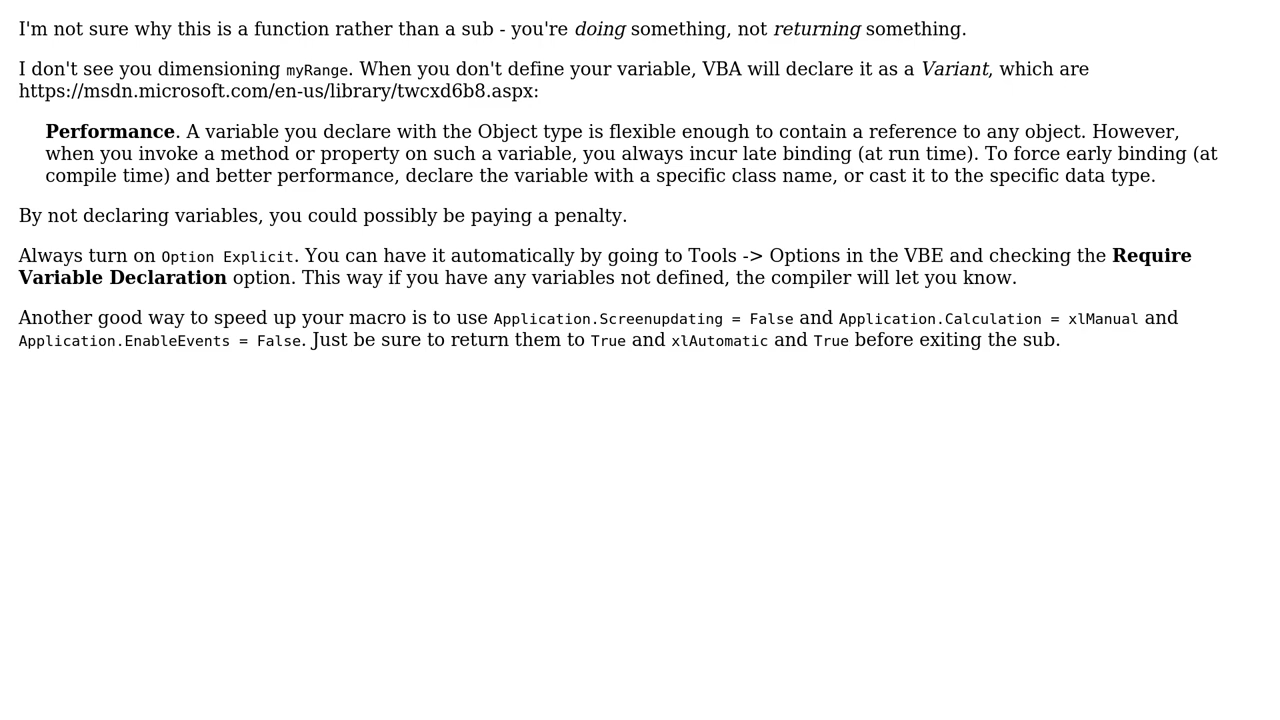 I'm not sure why this is a function rather than a sub - you're doing something, not returning something.
I don't see you dimensioning myRange. When you don't define your variable, VBA will declare it as a Variant, which are
https://msdn.microsoft.com/en-us/library/twcxd6b8.aspx:
Performance. A variable you declare with the Object type is flexible enough to contain a reference to any object. However,
when you invoke a method or property on such a variable, you always incur late binding (at run time). To force early binding (at
compile time) and better performance, declare the variable with a specific class name, or cast it to the specific data type.
By not declaring variables, you could possibly be paying a penalty.
Always turn on Option Explicit. You can have it automatically by going to Tools -> Options in the VBE and checking the Require
Variable Declaration option. This way if you have any variables not defined, the compiler will let you know.
Another good way to speed up your macro is to use Application.Screenupdating = False and Application.Calculation = xlManual and
Application.EnableEvents = False. Just be sure to return them to True and xlAutomatic and True before exiting the sub.